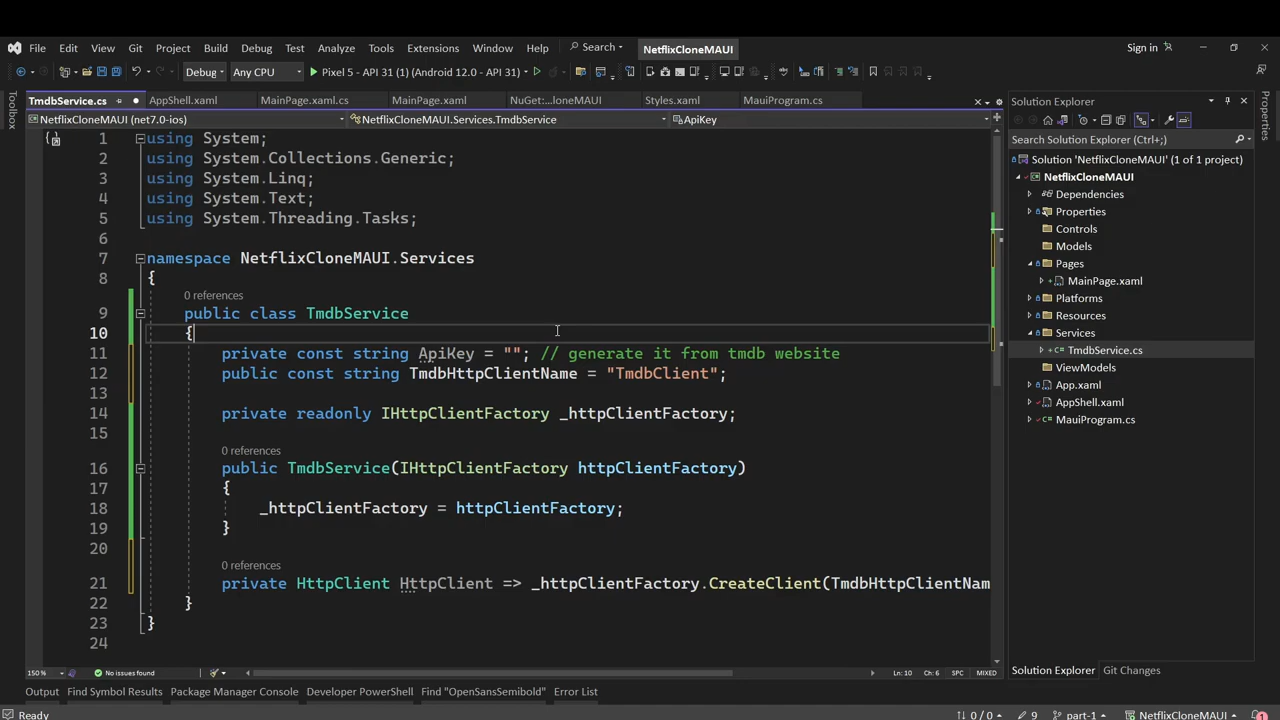 File Edit View Git Project Build Debug Test Analyze Tools Extensions Window Help Search NetflixCloneMAUI Sign in
Debug Any CPU Pixel 5 - API 31 (1) (Android 12.0 - API 31)
Toolbox
TmdbService.cs AppShell.xaml MainPage.xaml.cs MainPage.xaml NuGet:...loneMAUI Styles.xaml MauiProgram.cs
NetflixCloneMAUI (net7.0-ios) NetflixCloneMAUI.Services.TmdbService ApiKey
1 using System;
2 using System.Collections.Generic;
3 using System.Linq;
4 using System.Text;
5 using System.Threading.Tasks;
6
7 namespace NetflixCloneMAUI.Services
8 {
0 references
9 public class TmdbService
10 {
11 private const string ApiKey = ""; // generate it from tmdb website
12 public const string TmdbHttpClientName = "TmdbClient";
13
14 private readonly IHttpClientFactory _httpClientFactory;
15
0 references
16 public TmdbService(IHttpClientFactory httpClientFactory)
17 {
18 _httpClientFactory = httpClientFactory;
19 }
20
0 references
21 private HttpClient HttpClient => _httpClientFactory.CreateClient(TmdbHttpClientNam
22 }
23 }
24
150 % No issues found Ln: 10 Ch: 6 SPC MIXED
Solution Explorer
Search Solution Explorer (Ctrl+;)
Solution 'NetflixCloneMAUI' (1 of 1 project)
NetflixCloneMAUI
Dependencies
Properties
Controls
Models
Pages
MainPage.xaml
Platforms
Resources
Services
TmdbService.cs
ViewModels
App.xaml
AppShell.xaml
MauiProgram.cs
Solution Explorer Git Changes
Properties
Output Find Symbol Results Package Manager Console Developer PowerShell Find "OpenSansSemibold" Error List
Ready 0 / 0 9 part-1 NetflixCloneMAUI 1